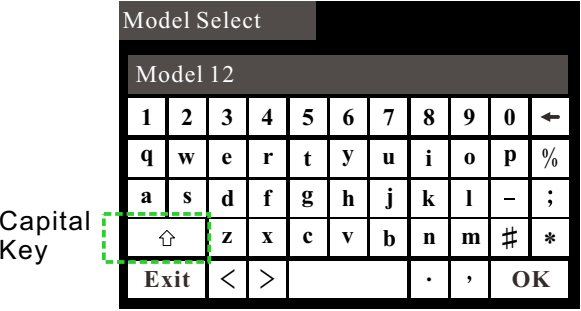 Model Select
Model 12
1 2 3 4 5 6 7 8 9 0 ←
q w e r t y u i o p %
a s d f g h j k l – ;
Capital
Key
⇧ z x c v b n m ♯ *
Exit < > . , OK